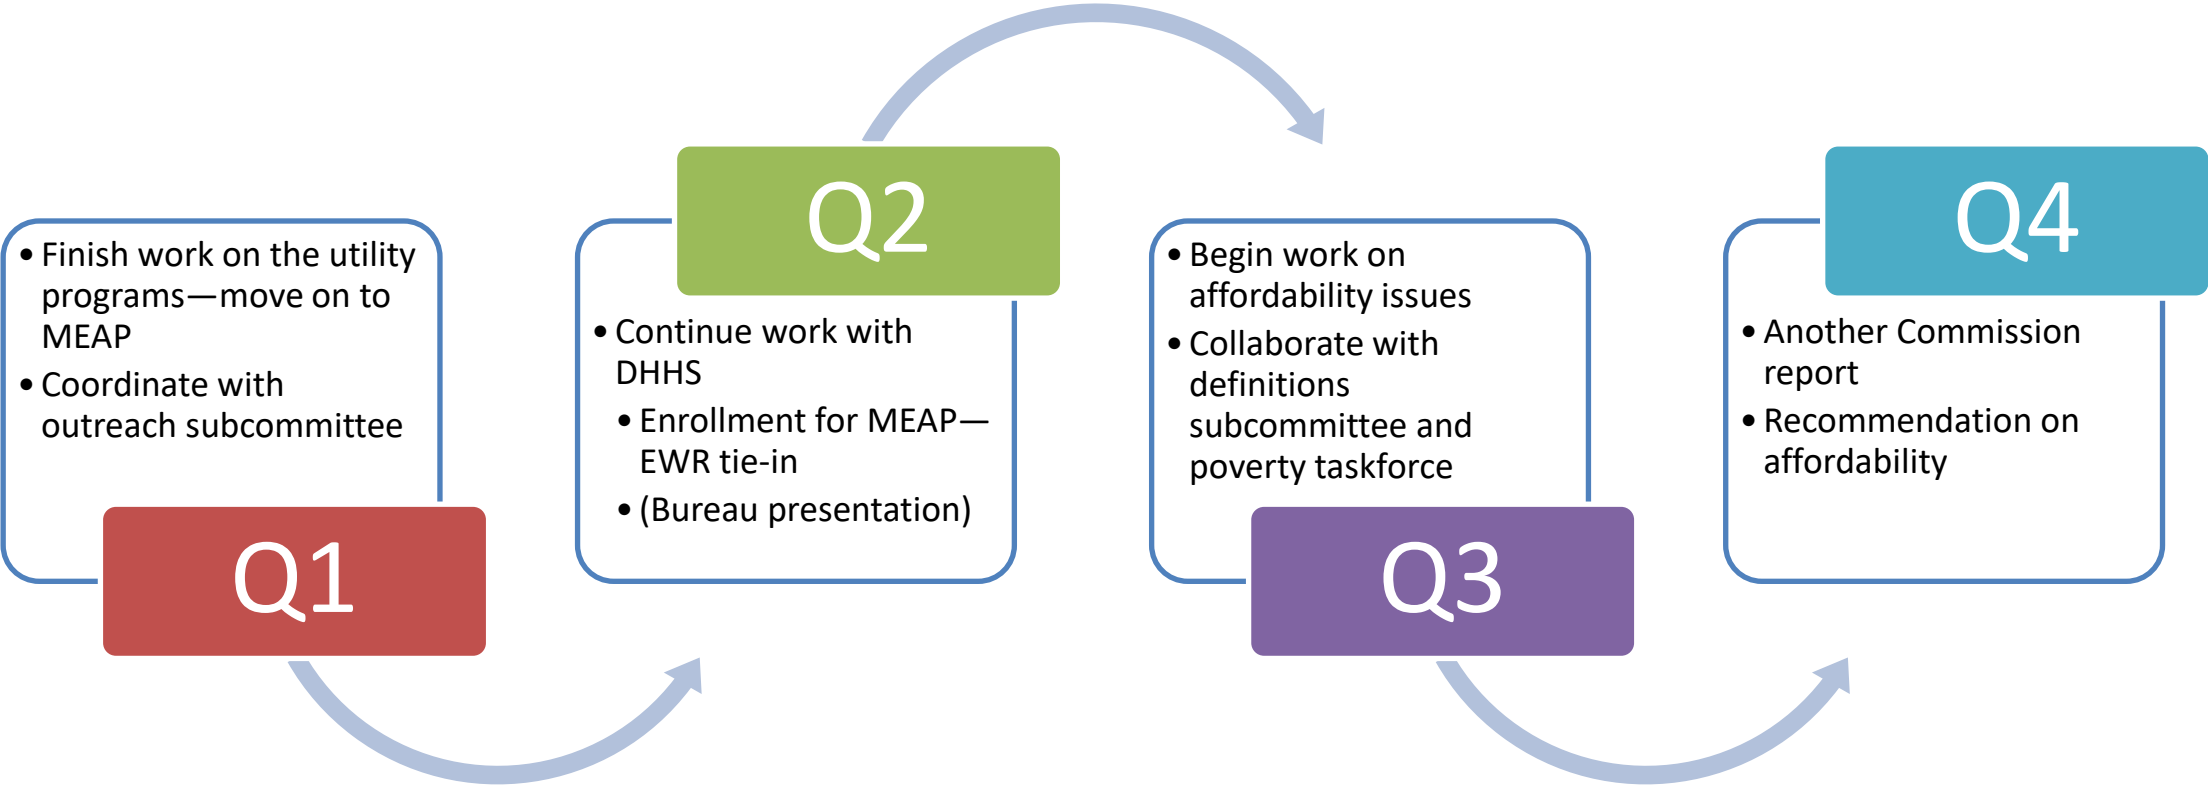 • Finish work on the utility
programs—move on to
MEAP
• Coordinate with
outreach subcommittee
Q1
Q2
• Continue work with
DHHS
• Enrollment for MEAP—
EWR tie-in
• (Bureau presentation)
• Begin work on
affordability issues
• Collaborate with
definitions
subcommittee and
poverty taskforce
Q3
Q4
• Another Commission
report
• Recommendation on
affordability